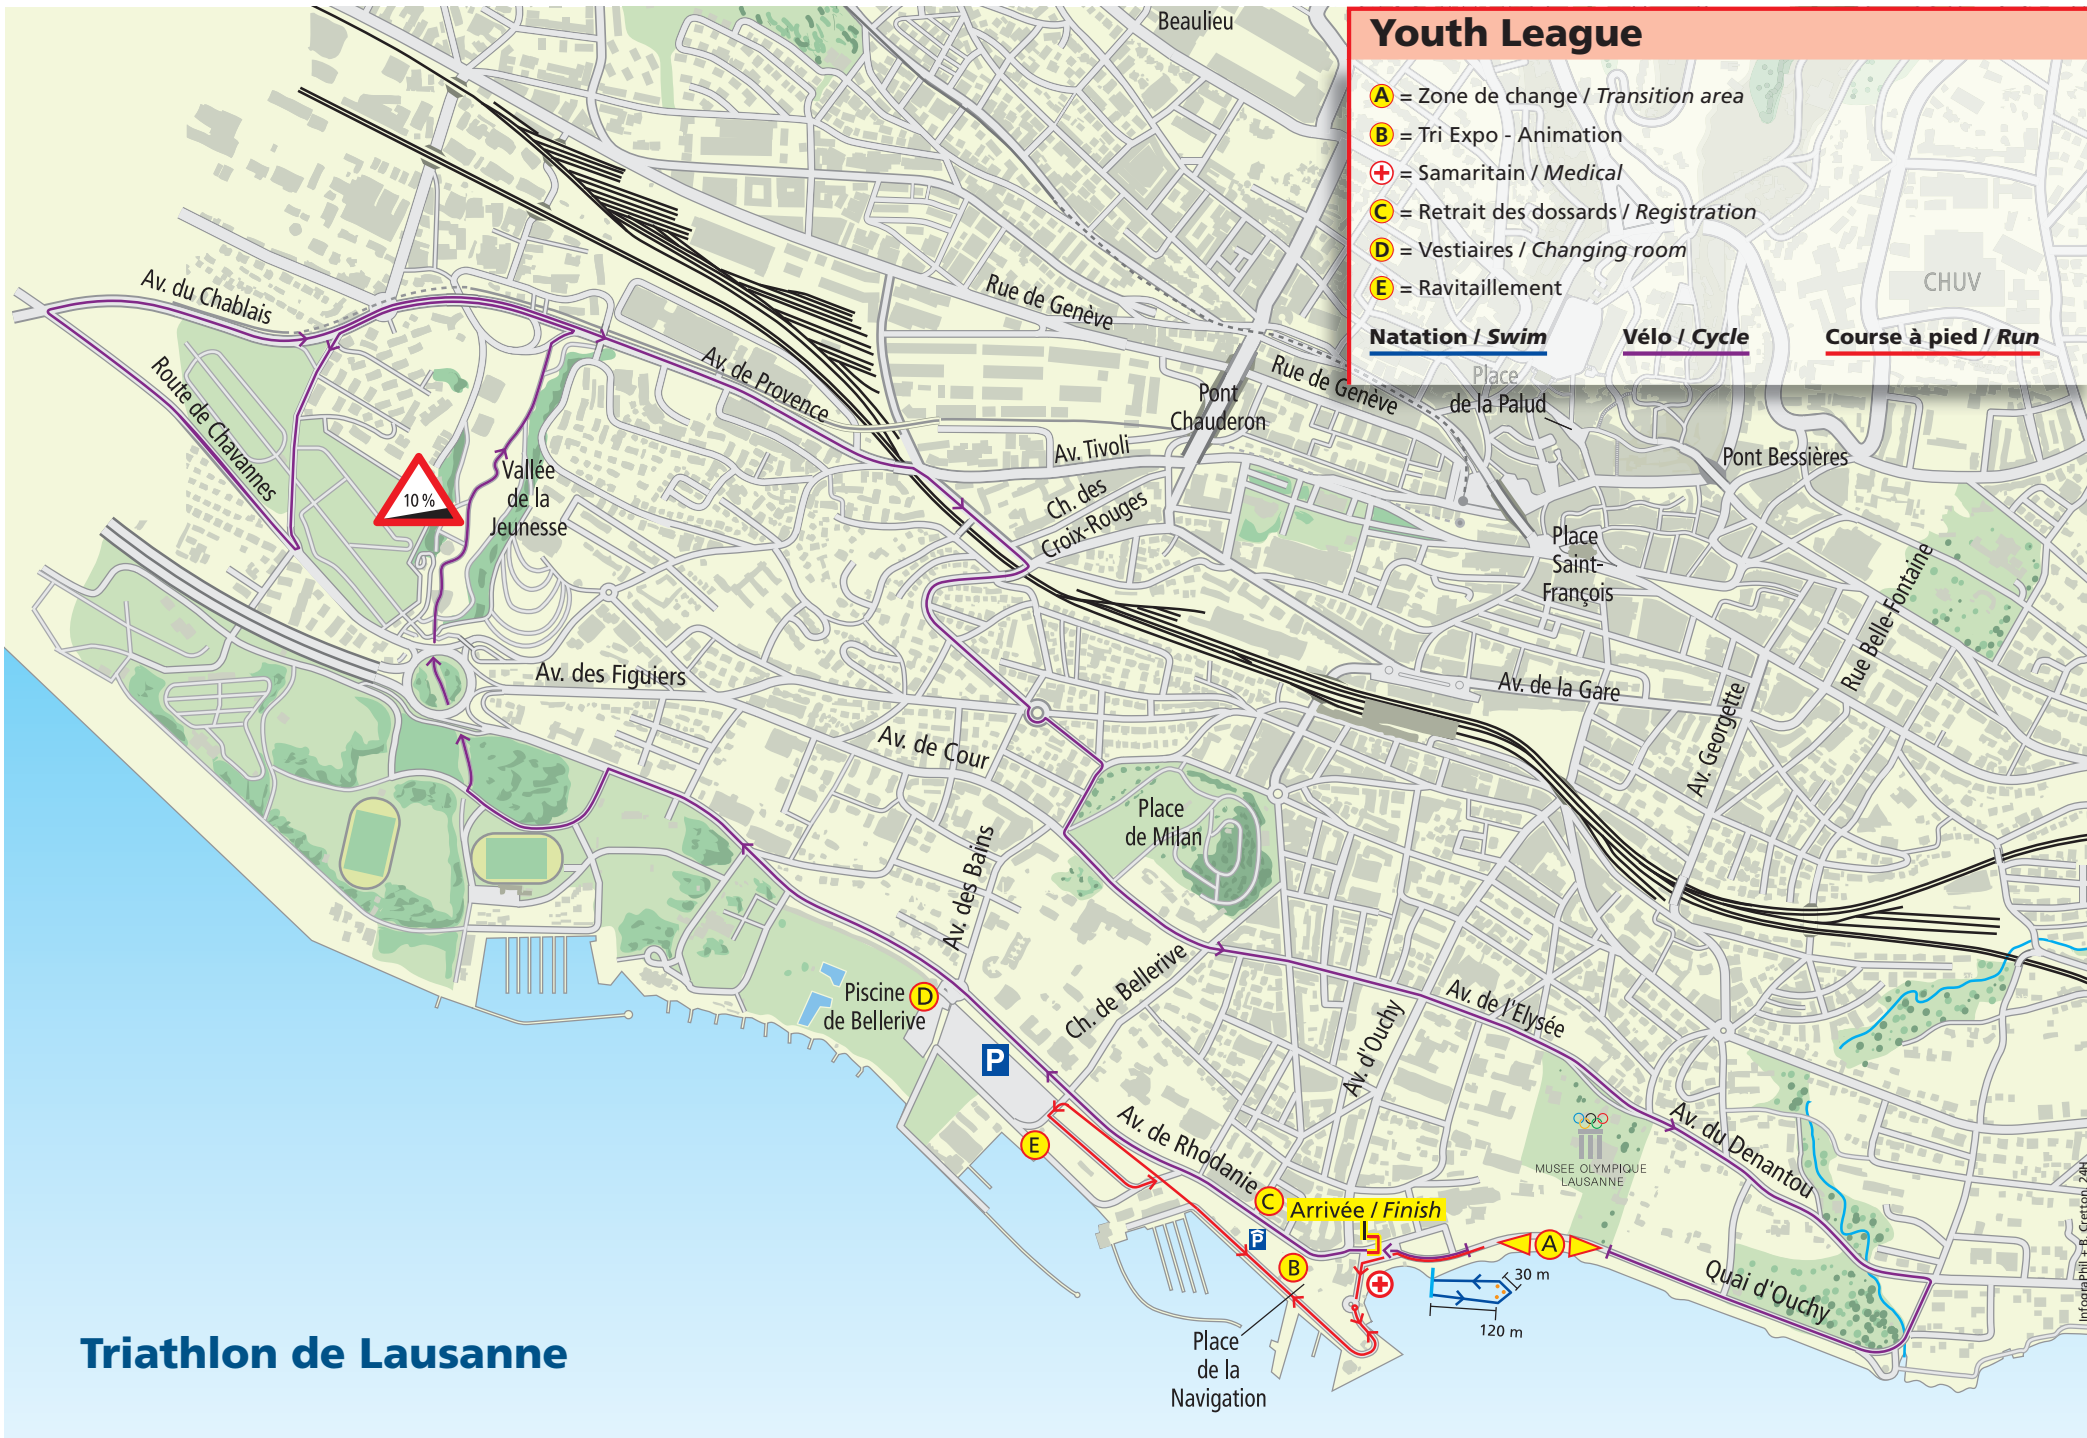 Beaulieu
Youth League
A = Zone de change / Transition area
B = Tri Expo - Animation
= Samaritain / Medical
C = Retrait des dossards / Registration
D = Vestiaires / Changing room
E = Ravitaillement
CHUV
Natation / Swim
Vélo / Cycle
Course à pied / Run
Av. du Chablais
Rue de Genève
Rue de Genève
Place
de la Palud
Av. de Provence
Pont
Chauderon
Route de Chavannes
Av. Tivoli
Pont Bessières
10 %
Vallée
de la
Jeunesse
Ch. des
Croix-Rouges
Place
Saint-
François
Rue Belle-Fontaine
Av. des Figuiers
Av. de la Gare
Av. Georgette
Av. de Cour
Place
de Milan
Av. des Bains
Piscine
de Bellerive
D
Ch. de Bellerive
Av. de l'Elysée
Av. d'Ouchy
P
E
Av. de Rhodanie
Av. du Denantou
MUSEE OLYMPIQUE
LAUSANNE
C
Arrivée / Finish
P
B
A
30 m
120 m
Quai d'Ouchy
Place
de la
Navigation
Triathlon de Lausanne
InfograPhil + B. Cretton, 24H